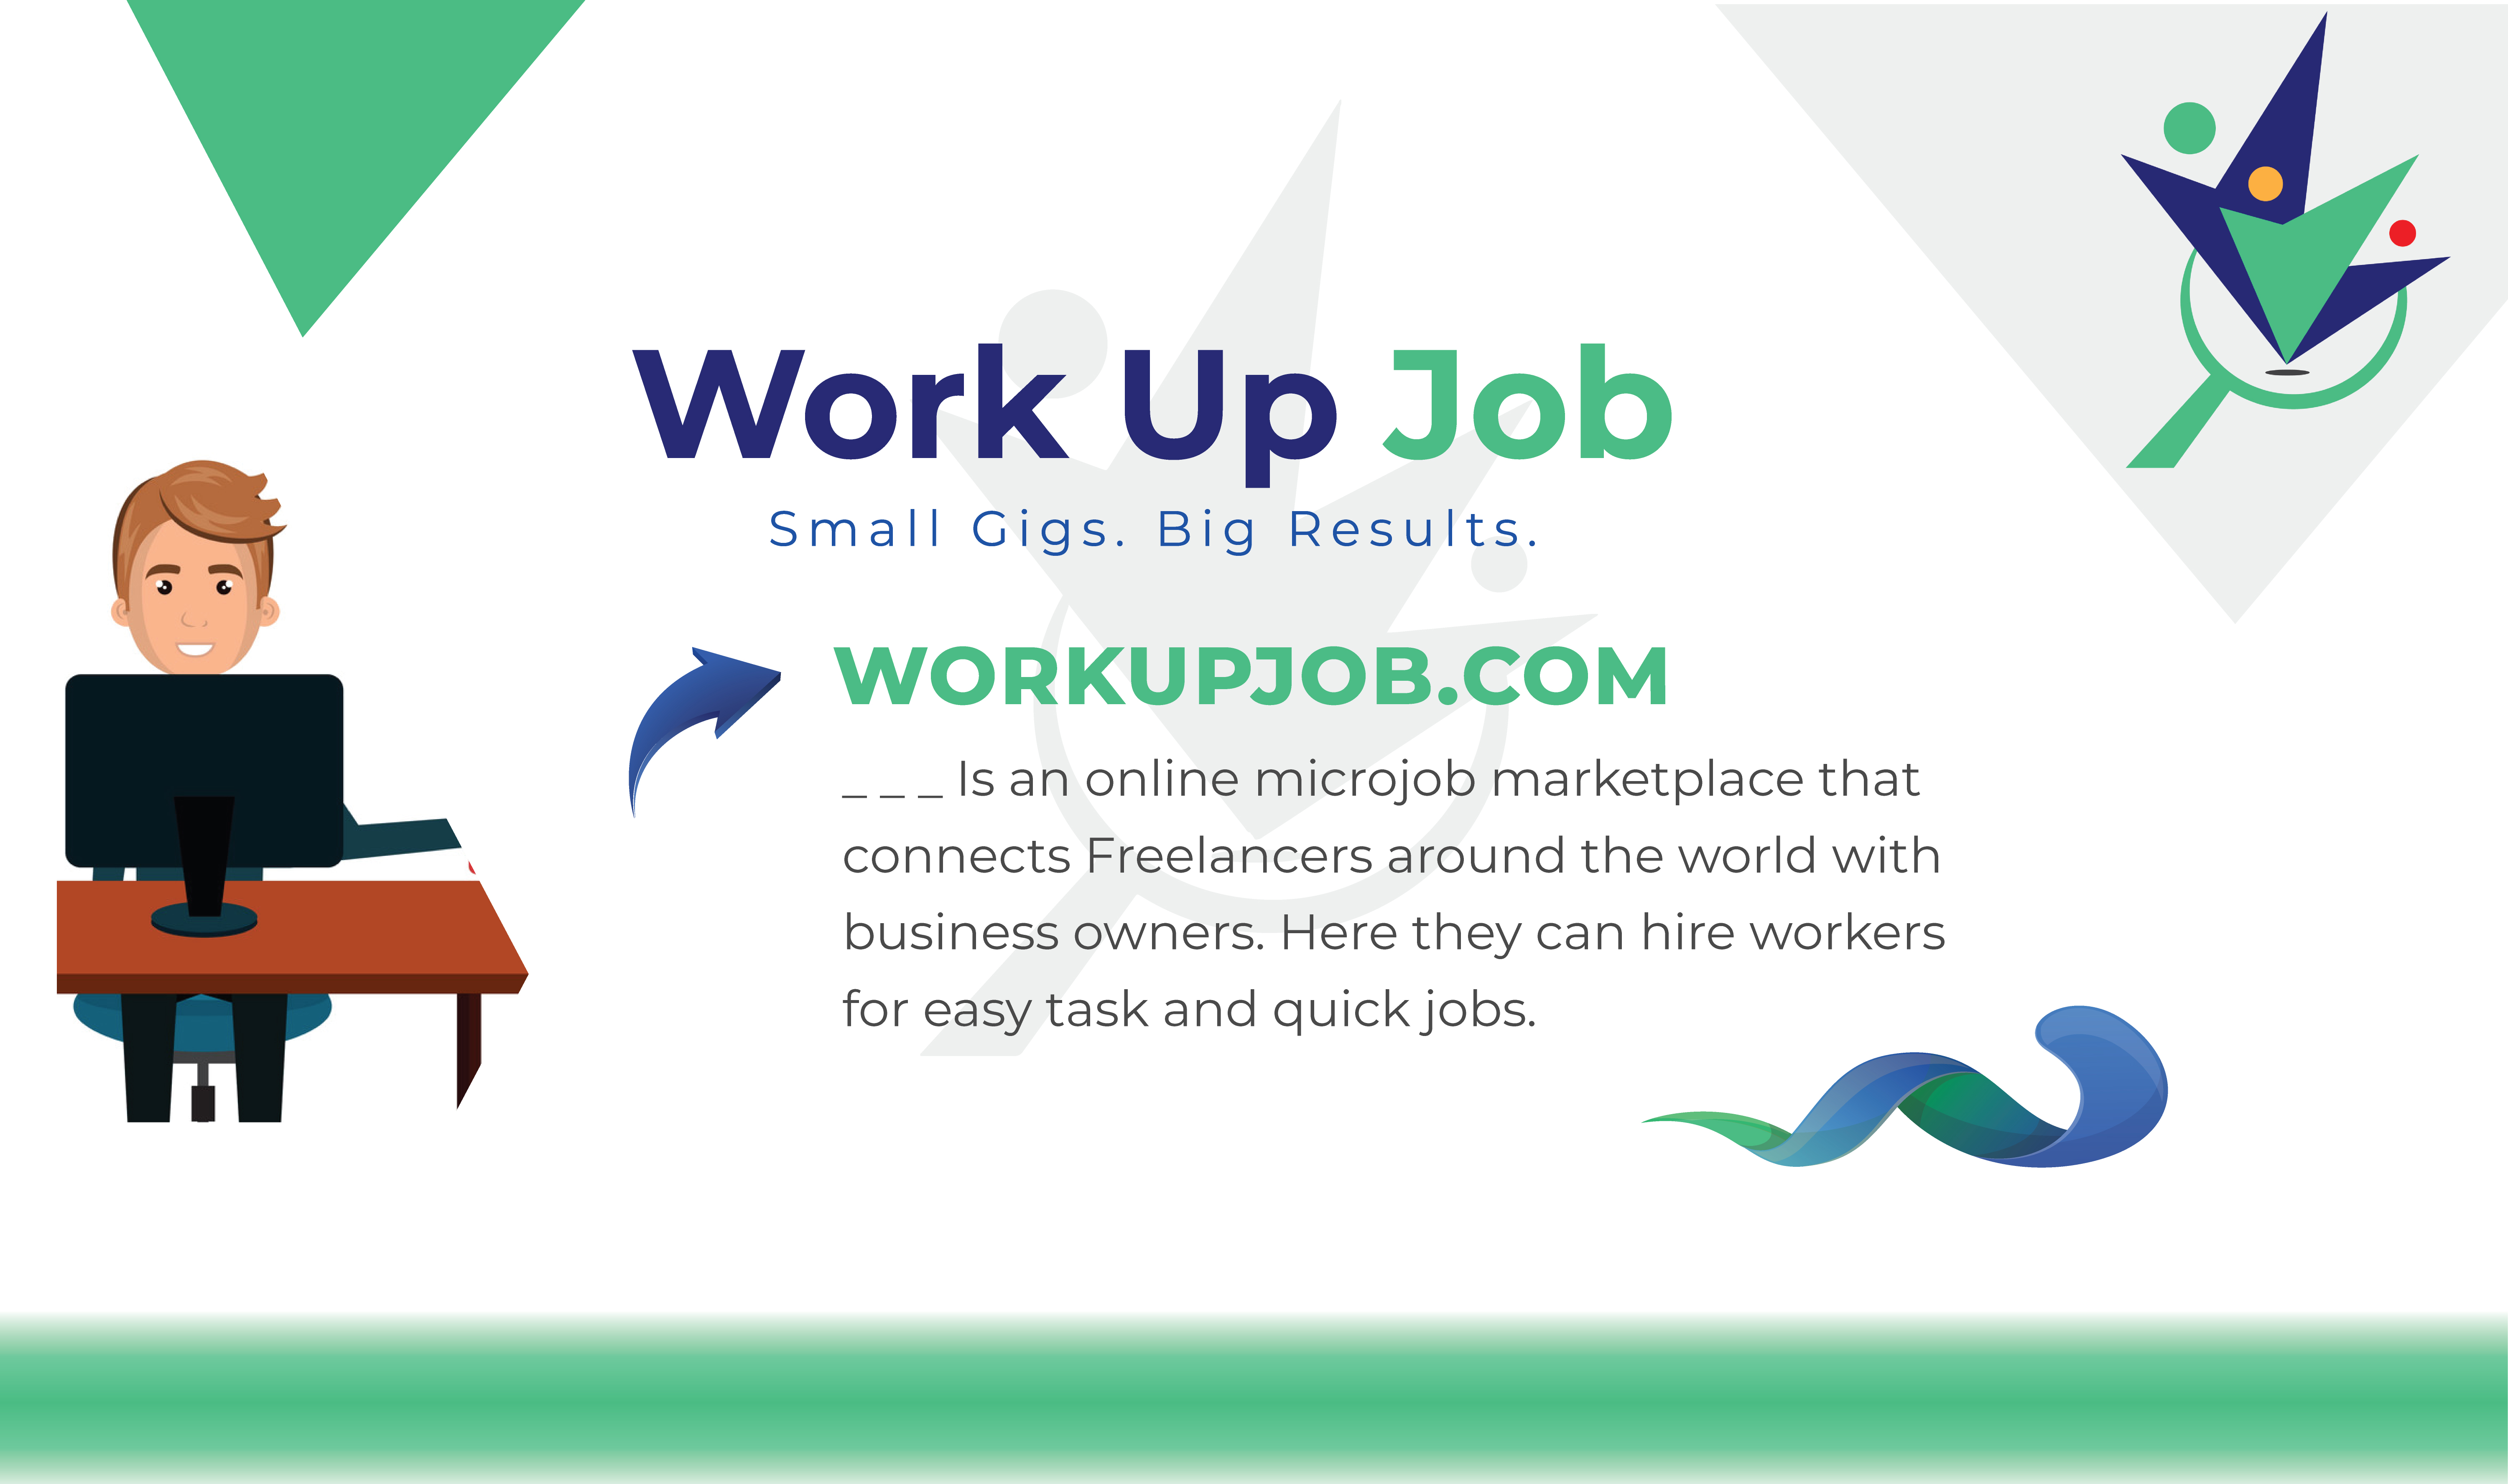 Work Up Job
Small Gigs. Big Results.
WORKUPJOB.COM
_ _ _ Is an online microjob marketplace that
connects Freelancers around the world with
business owners. Here they can hire workers
for easy task and quick jobs.